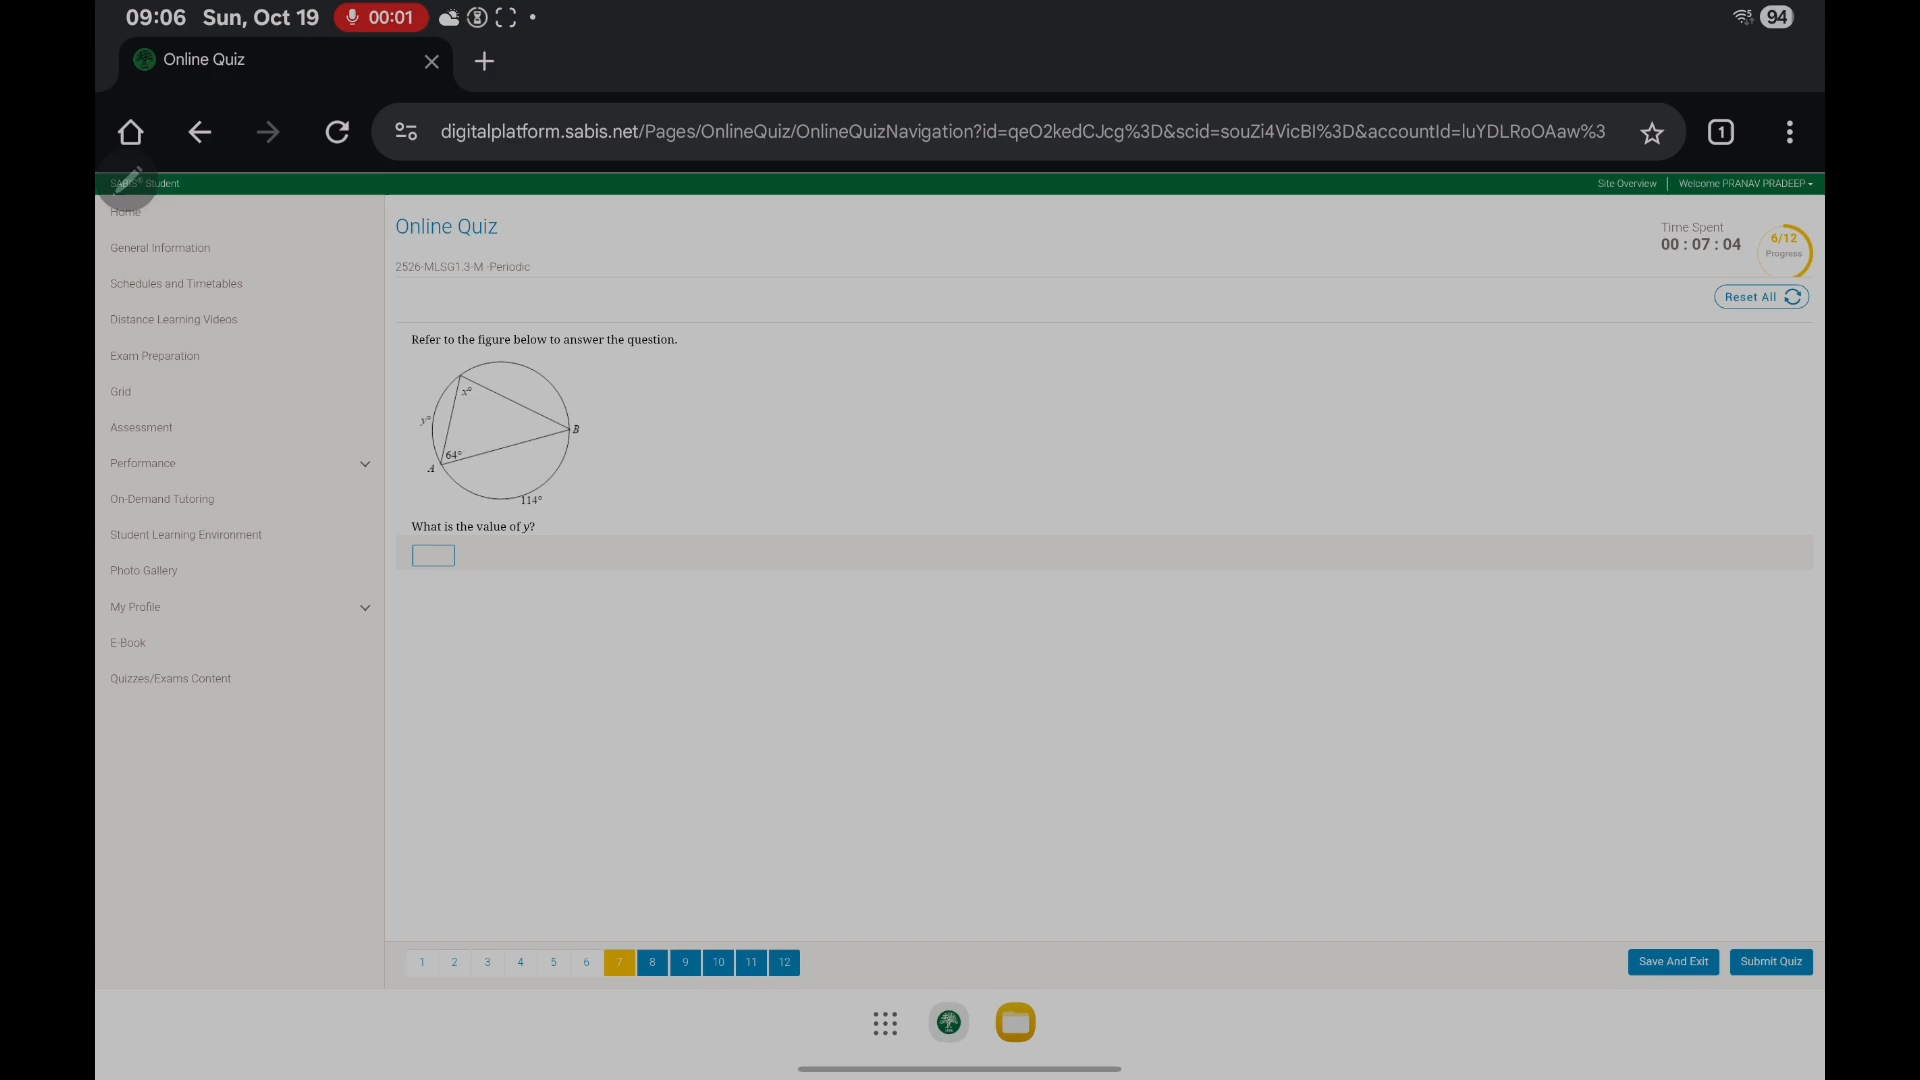 09:06 Sun, Oct 19 00:01 94
Online Quiz
digitalplatform.sabis.net/Pages/OnlineQuiz/OnlineQuizNavigation?id=qeO2kedCJcg%3D&scid=souZi4VicBI%3D&accountId=luYDLRoOAaw%3 1
SABIS® Student Site Overview Welcome PRANAV PRADEEP
Home
General Information
Schedules and Timetables
Distance Learning Videos
Exam Preparation
Grid
Assessment
Performance
On-Demand Tutoring
Student Learning Environment
Photo Gallery
My Profile
E-Book
Quizzes/Exams Content
Online Quiz
Time Spent
00 : 07 : 04
6/12
Progress
2526-MLSG1.3-M -Periodic
Reset All
Refer to the figure below to answer the question.
x°
y°
B
64°
A
114°
What is the value of y?
1 2 3 4 5 6 7 8 9 10 11 12
Save And Exit Submit Quiz